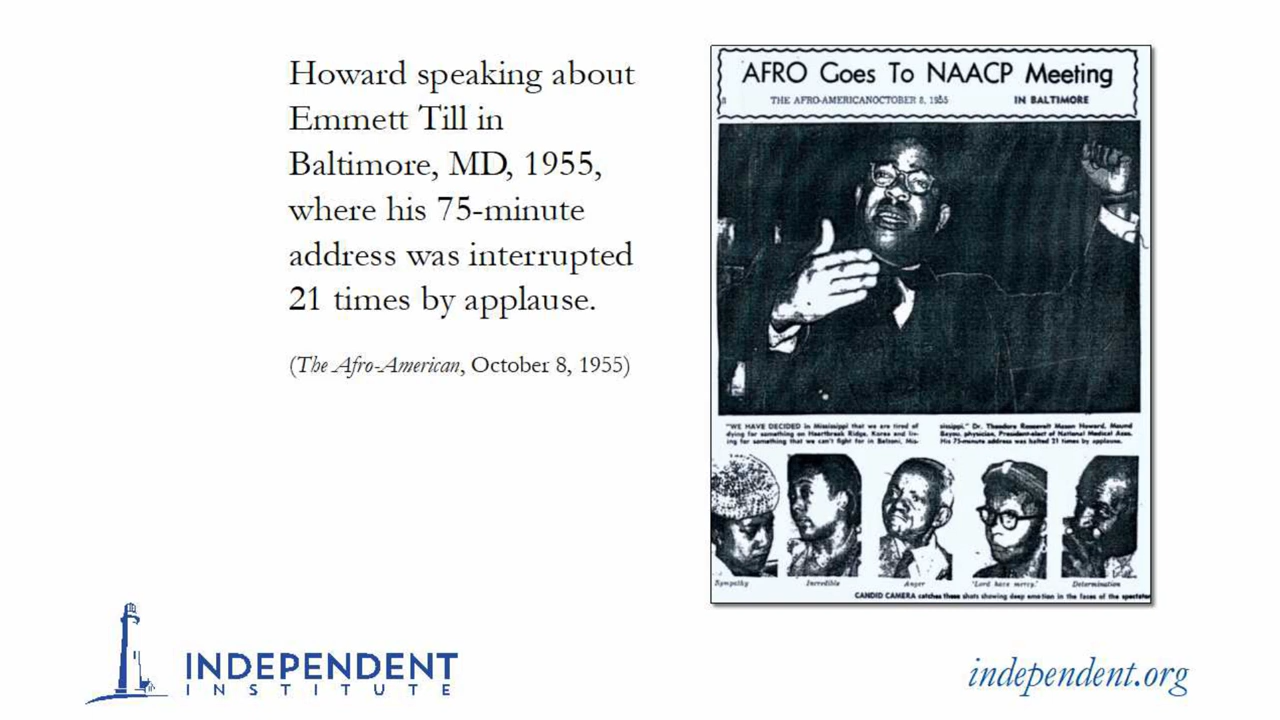 Howard speaking about
Emmett Till in
Baltimore, MD, 1955,
where his 75-minute
address was interrupted
21 times by applause.
(The Afro-American, October 8, 1955)
AFRO Goes To NAACP Meeting
8 THE AFRO-AMERICAN OCTOBER 8, 1955 IN BALTIMORE
"WE HAVE DECIDED in Mississippi that we are tired of
dying for something on Heartbreak Ridge, Korea and liv-
ing for something that we can't fight for in Belzoni, Mis-
sissippi." Dr. Theodore Roosevelt Mason Howard, Mound
Bayou, physician, President-elect of National Medical Assn.
His 75-minute address was halted 21 times by applause.
Sympathy
Incredible
Anger
'Lord have mercy.'
Determination
CANDID CAMERA catches these shots showing deep emotion in the faces of the spectator
INDEPENDENT
INSTITUTE
independent.org